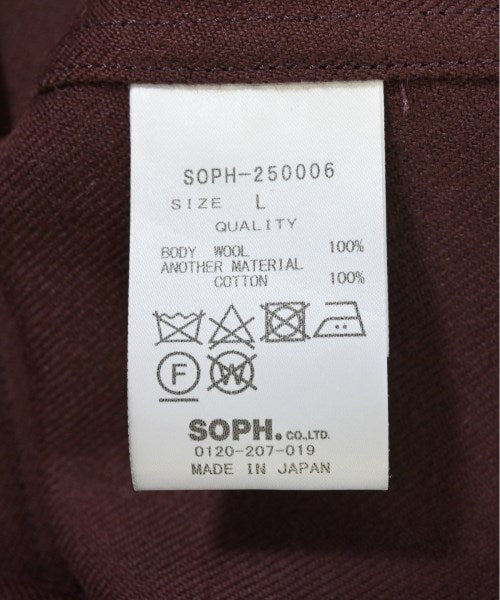 SOPH-250006
SIZE L
QUALITY
BODY WOOL 100%
ANOTHER MATERIAL
COTTON 100%
F W
SOPH. CO.,LTD.
0120-207-019
MADE IN JAPAN